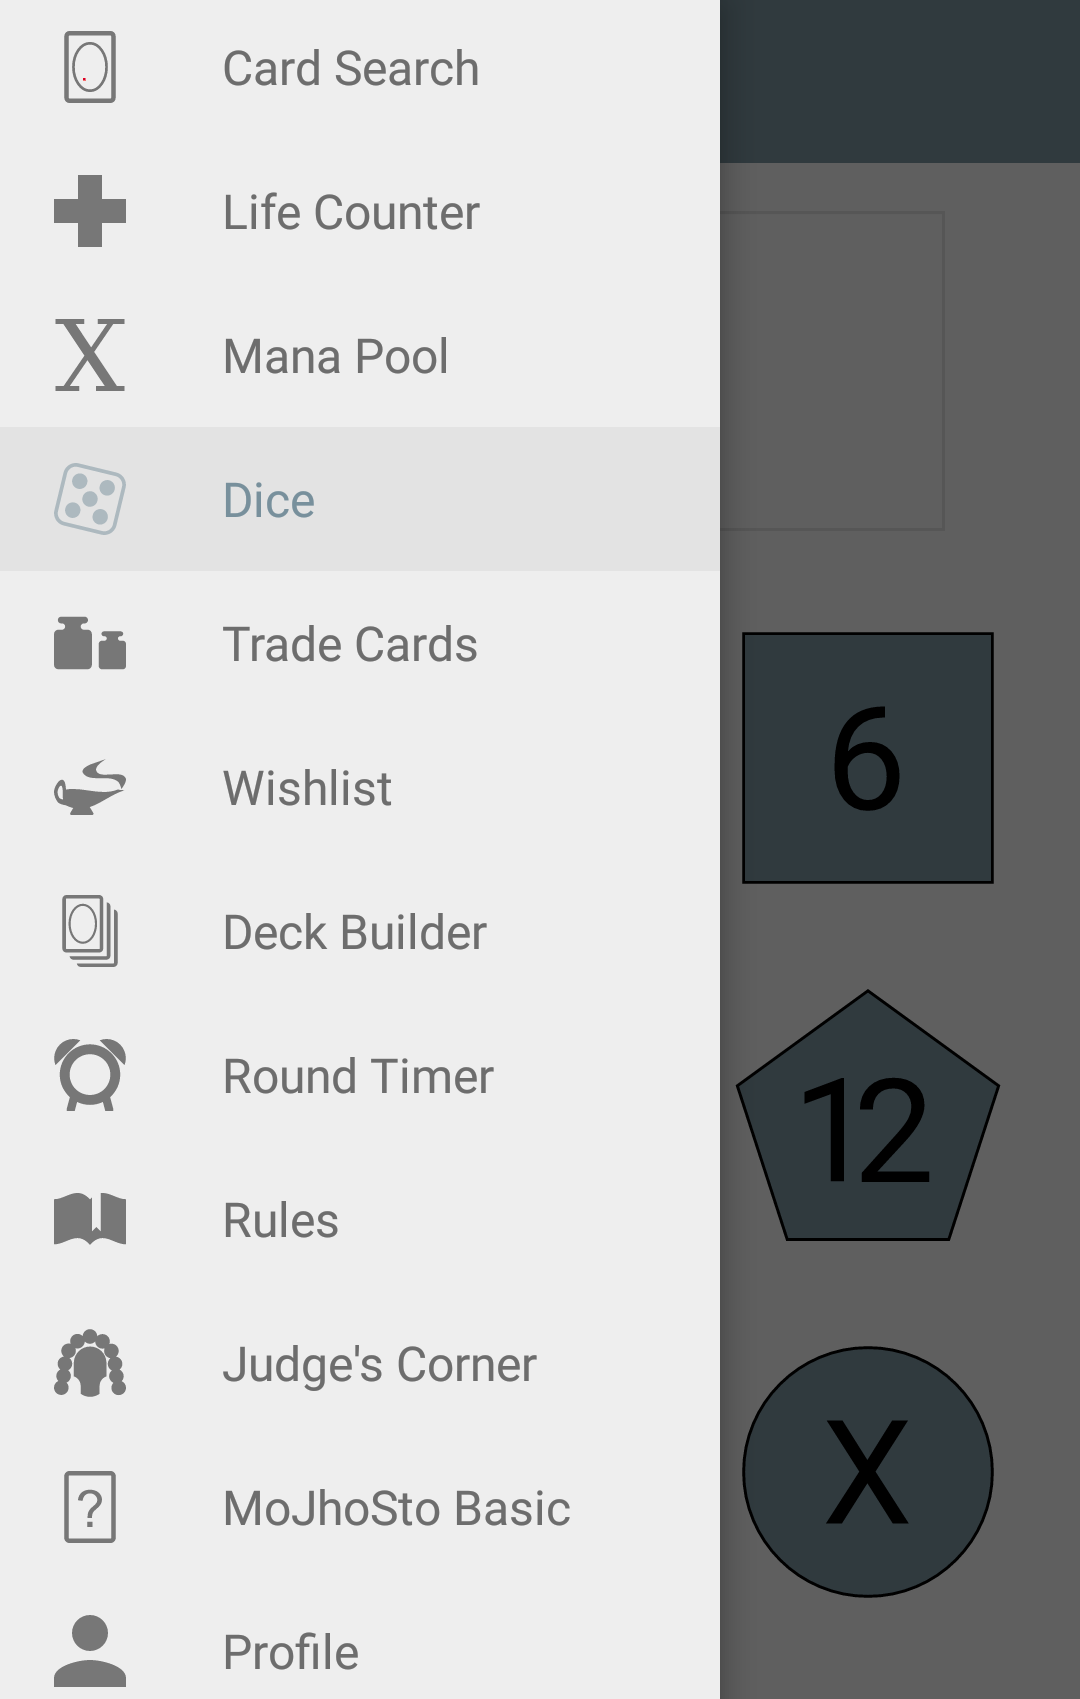 Card Search
Life Counter
X
Mana Pool
Dice
Trade Cards
6
Wishlist
Deck Builder
Round Timer
12
Rules
Judge's Corner
X
?
MoJhoSto Basic
Profile